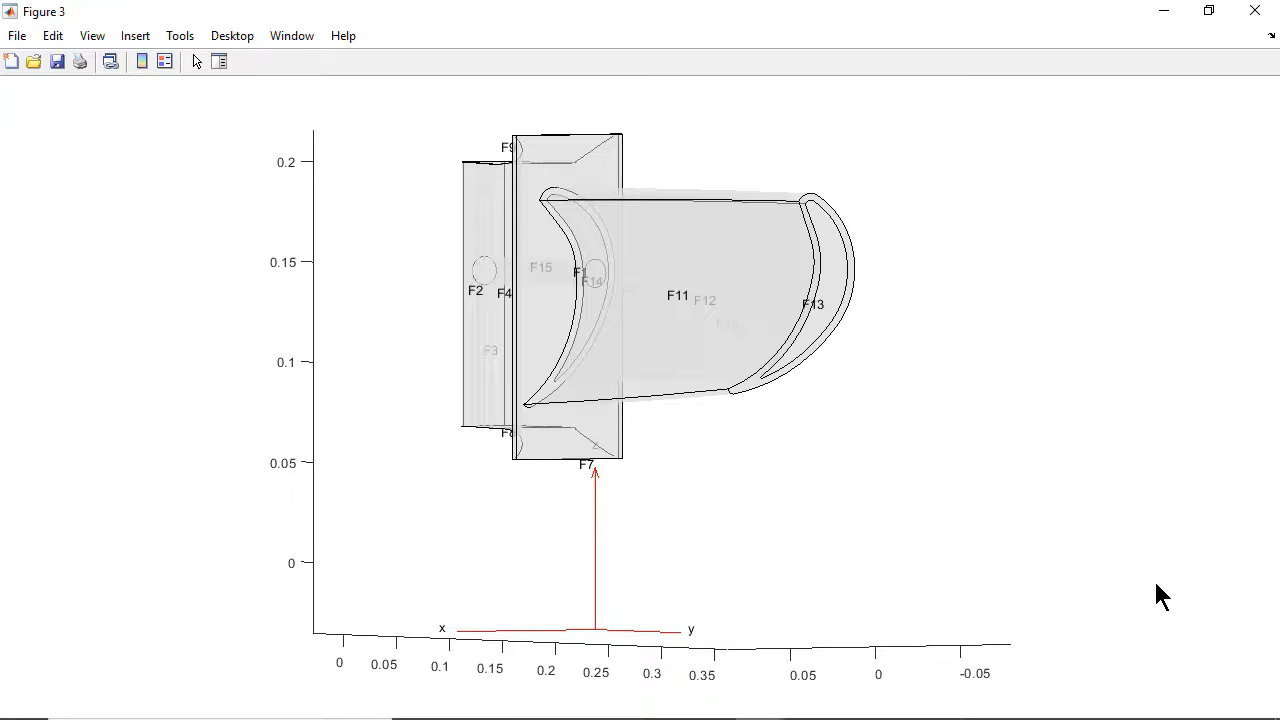 Figure 3
File Edit View Insert Tools Desktop Window Help
F9
0.2
0.15
F15 F1
F14
F2 F4
F11 F12
F13
F3
0.1
F8
z
0.05
F7
0
x y
0 0.05 0.1 0.15 0.2 0.25 0.3 0.35 0.05 0 -0.05